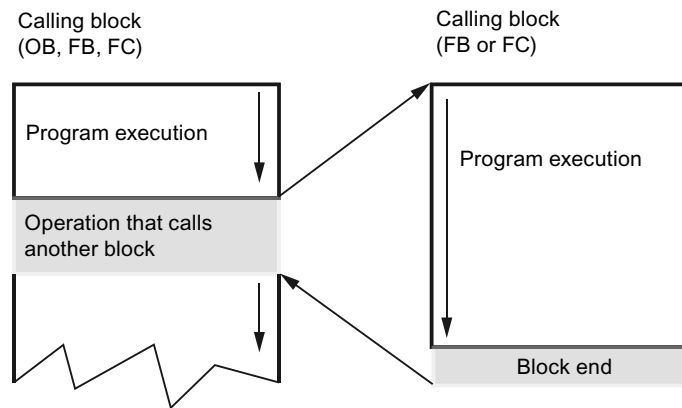 Calling block
(OB, FB, FC)
Program execution
Operation that calls
another block
Calling block
(FB or FC)
Program execution
Block end